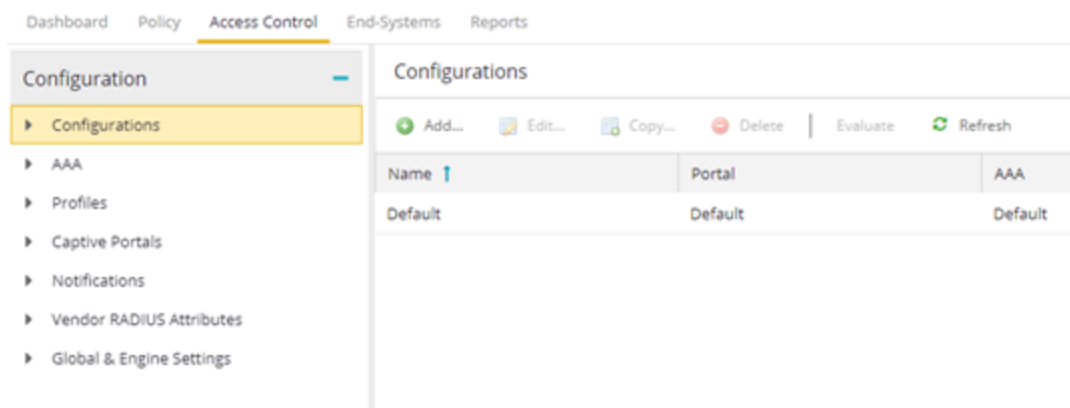 Dashboard Policy Access Control End-Systems Reports
Configuration
Configurations
AAA
Profiles
Captive Portals
Notifications
Vendor RADIUS Attributes
Global & Engine Settings
Configurations
Add... Edit... Copy... Delete Evaluate Refresh
Name Portal AAA
Default Default Default